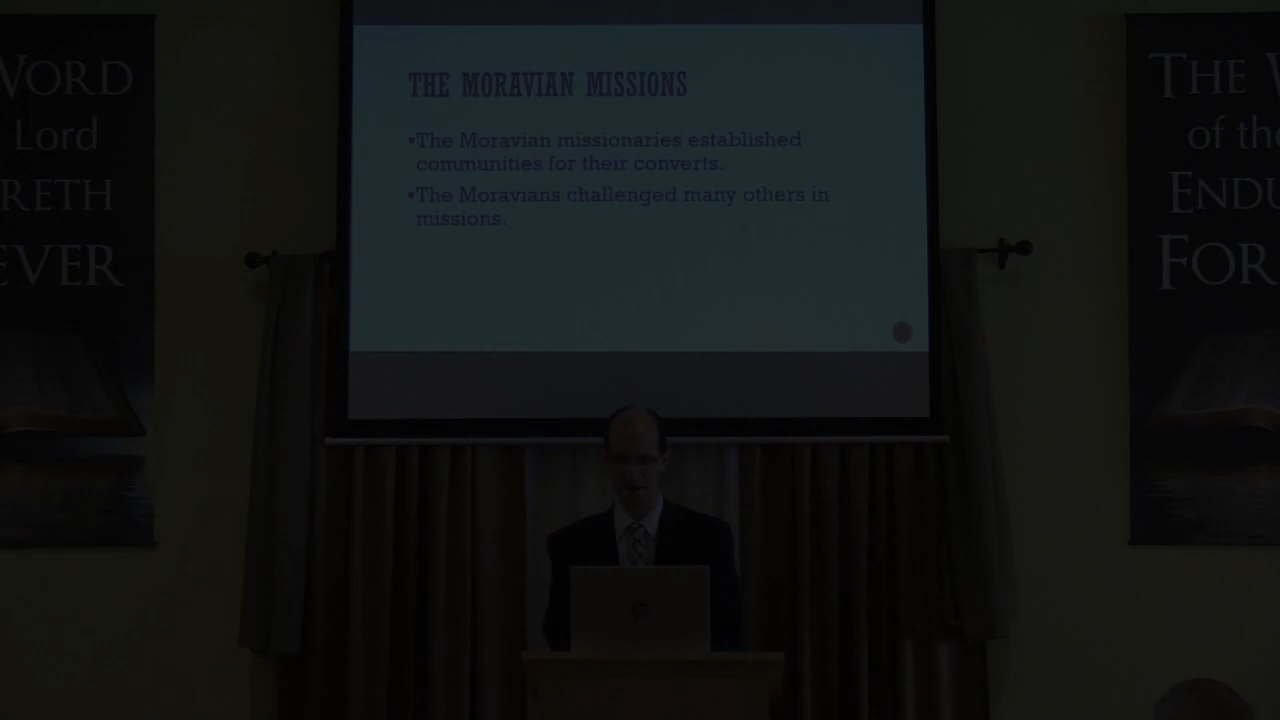 THE MORAVIAN MISSIONS
▪The Moravian missionaries established
communities for their converts.
▪The Moravians challenged many others in
missions.
WORD
Lord
RETH
EVER
THE W
of the
ENDU
FOR